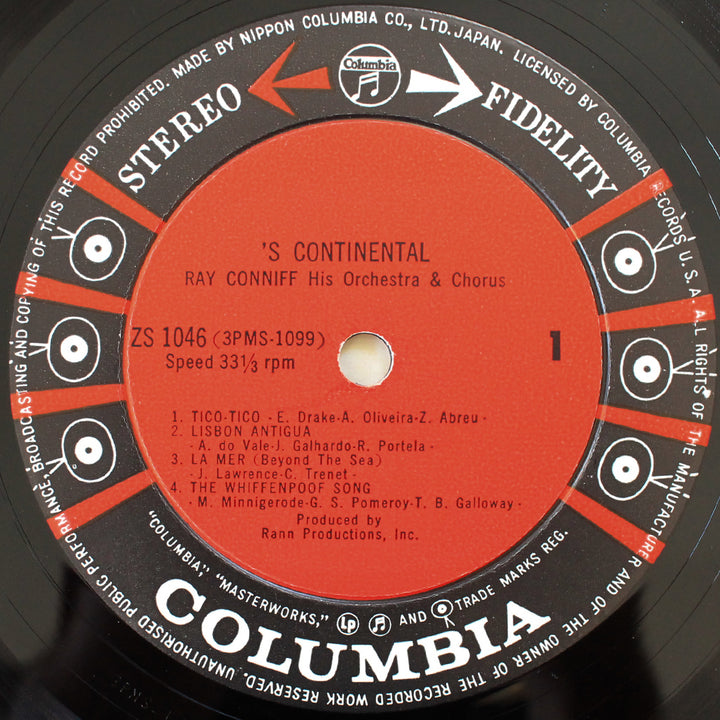 MADE BY NIPPON COLUMBIA CO., LTD. JAPAN. LICENSED BY COLUMBIA RECORDS U.S.A. ALL RIGHTS OF THE MANUFACTURER AND OF THE OWNER OF THE RECORDED WORK RESERVED. UNAUTHORISED PUBLIC PERFORMANCE, BROADCASTING AND COPYING OF THIS RECORD PROHIBITED.
Columbia
STEREO FIDELITY
'S CONTINENTAL
RAY CONNIFF His Orchestra & Chorus
ZS 1046 (3PMS-1099)
Speed 33⅓ rpm
1
1. TICO-TICO - E. Drake-A. Oliveira-Z. Abreu -
2. LISBON ANTIGUA
- A. do Vale-J. Galhardo-R. Portela -
3. LA MER (Beyond The Sea)
- J. Lawrence-C. Trenet -
4. THE WHIFFENPOOF SONG
- M. Minnigerode-G. S. Pomeroy-T. B. Galloway -
Produced by
Rann Productions, Inc.
"COLUMBIA," "MASTERWORKS," LP AND TRADE MARKS REG.
COLUMBIA